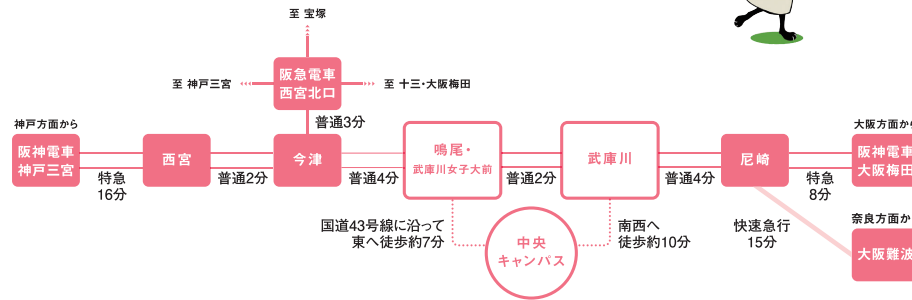 至 宝塚
至 神戸三宮
阪急電車
西宮北口
至 十三・大阪梅田
普通3分
神戸方面から
阪神電車
神戸三宮
特急
16分
西宮
普通2分
今津
普通4分
鳴尾・
武庫川女子大前
普通2分
武庫川
普通4分
尼崎
特急
8分
大阪方面から
阪神電車
大阪梅田
国道43号線に沿って
東へ徒歩約7分
中央
キャンパス
南西へ
徒歩約10分
快速急行
15分
奈良方面か
大阪難波